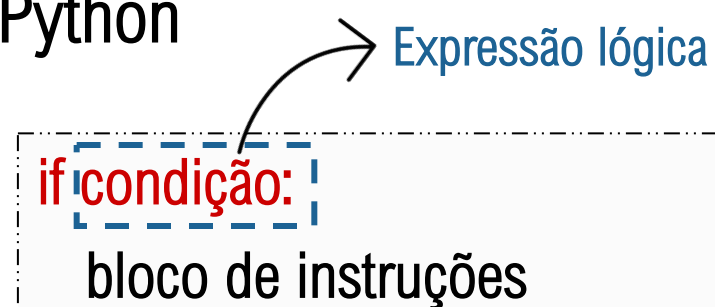 Python
Expressão lógica
if condição:
bloco de instruções